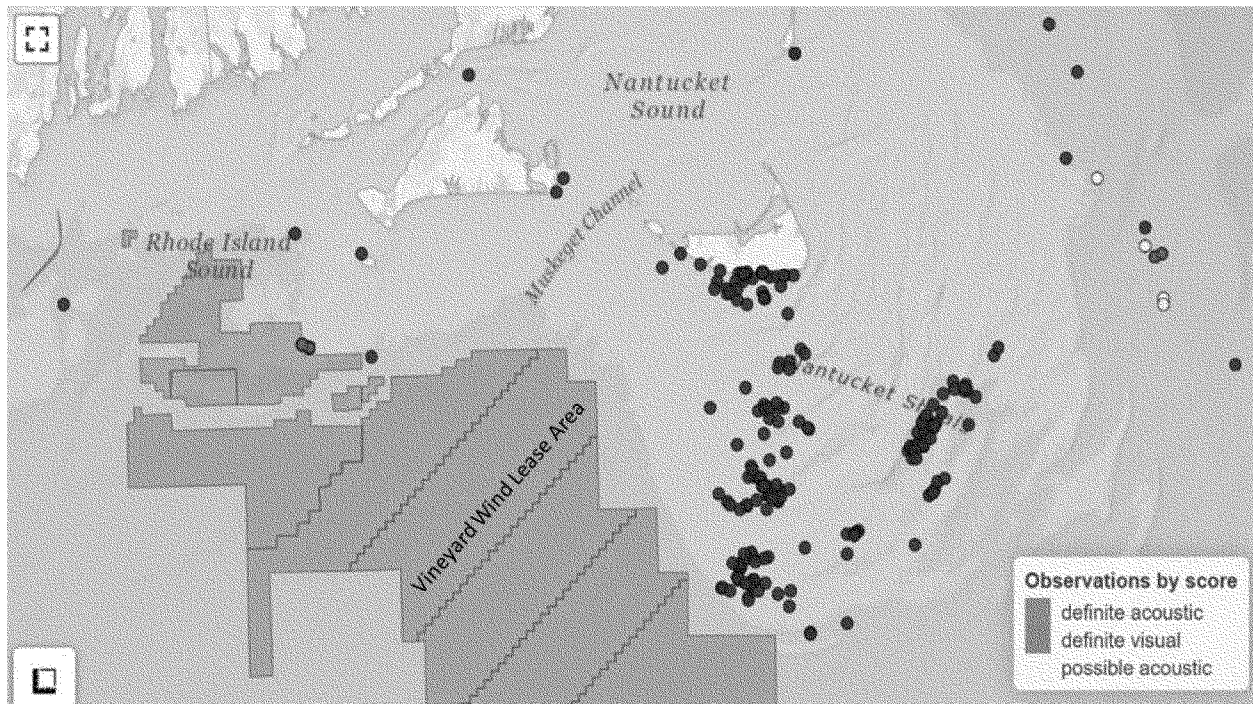 Nantucket
Sound
Muskeget Channel
Rhode Island
Sound
Nantucket Shoals
Vineyard Wind Lease Area
Observations by score
definite acoustic
definite visual
possible acoustic